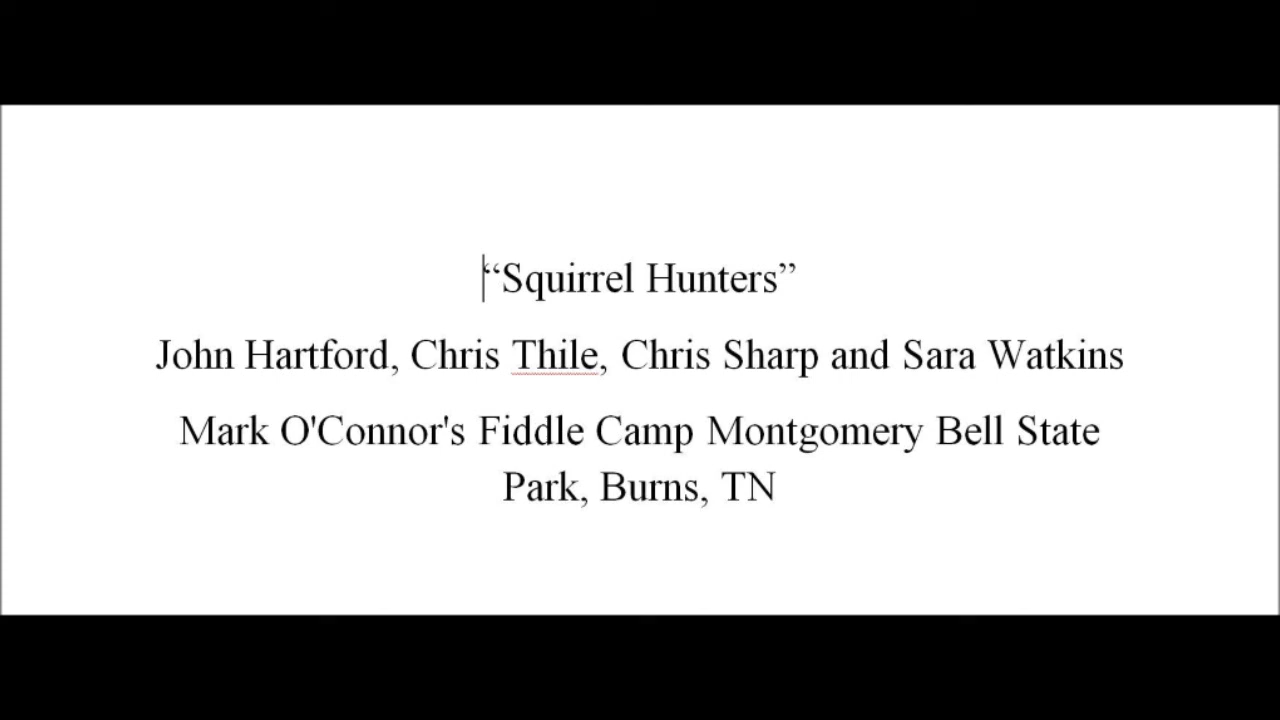 “Squirrel Hunters”
John Hartford, Chris Thile, Chris Sharp and Sara Watkins
Mark O'Connor's Fiddle Camp Montgomery Bell State
Park, Burns, TN